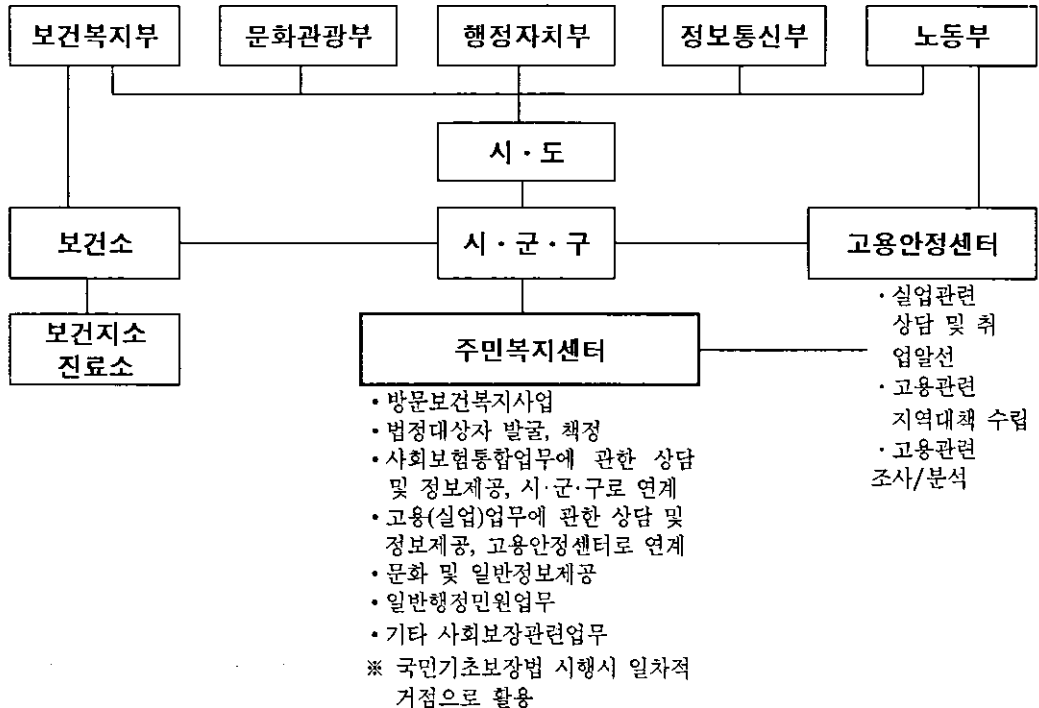 보건복지부
문화관광부
행정자치부
정보통신부
노동부
시·도
보건소
시·군·구
고용안정센터
보건지소
진료소
주민복지센터
·실업관련
상담 및 취
업알선
·고용관련
지역대책 수립
·고용관련
조사/분석
•방문보건복지사업
•법정대상자 발굴, 책정
•사회보험통합업무에 관한 상담
및 정보제공, 시·군·구로 연계
•고용(실업)업무에 관한 상담 및
정보제공, 고용안정센터로 연계
•문화 및 일반정보제공
•일반행정민원업무
•기타 사회보장관련업무
※ 국민기초보장법 시행시 일차적
거점으로 활용